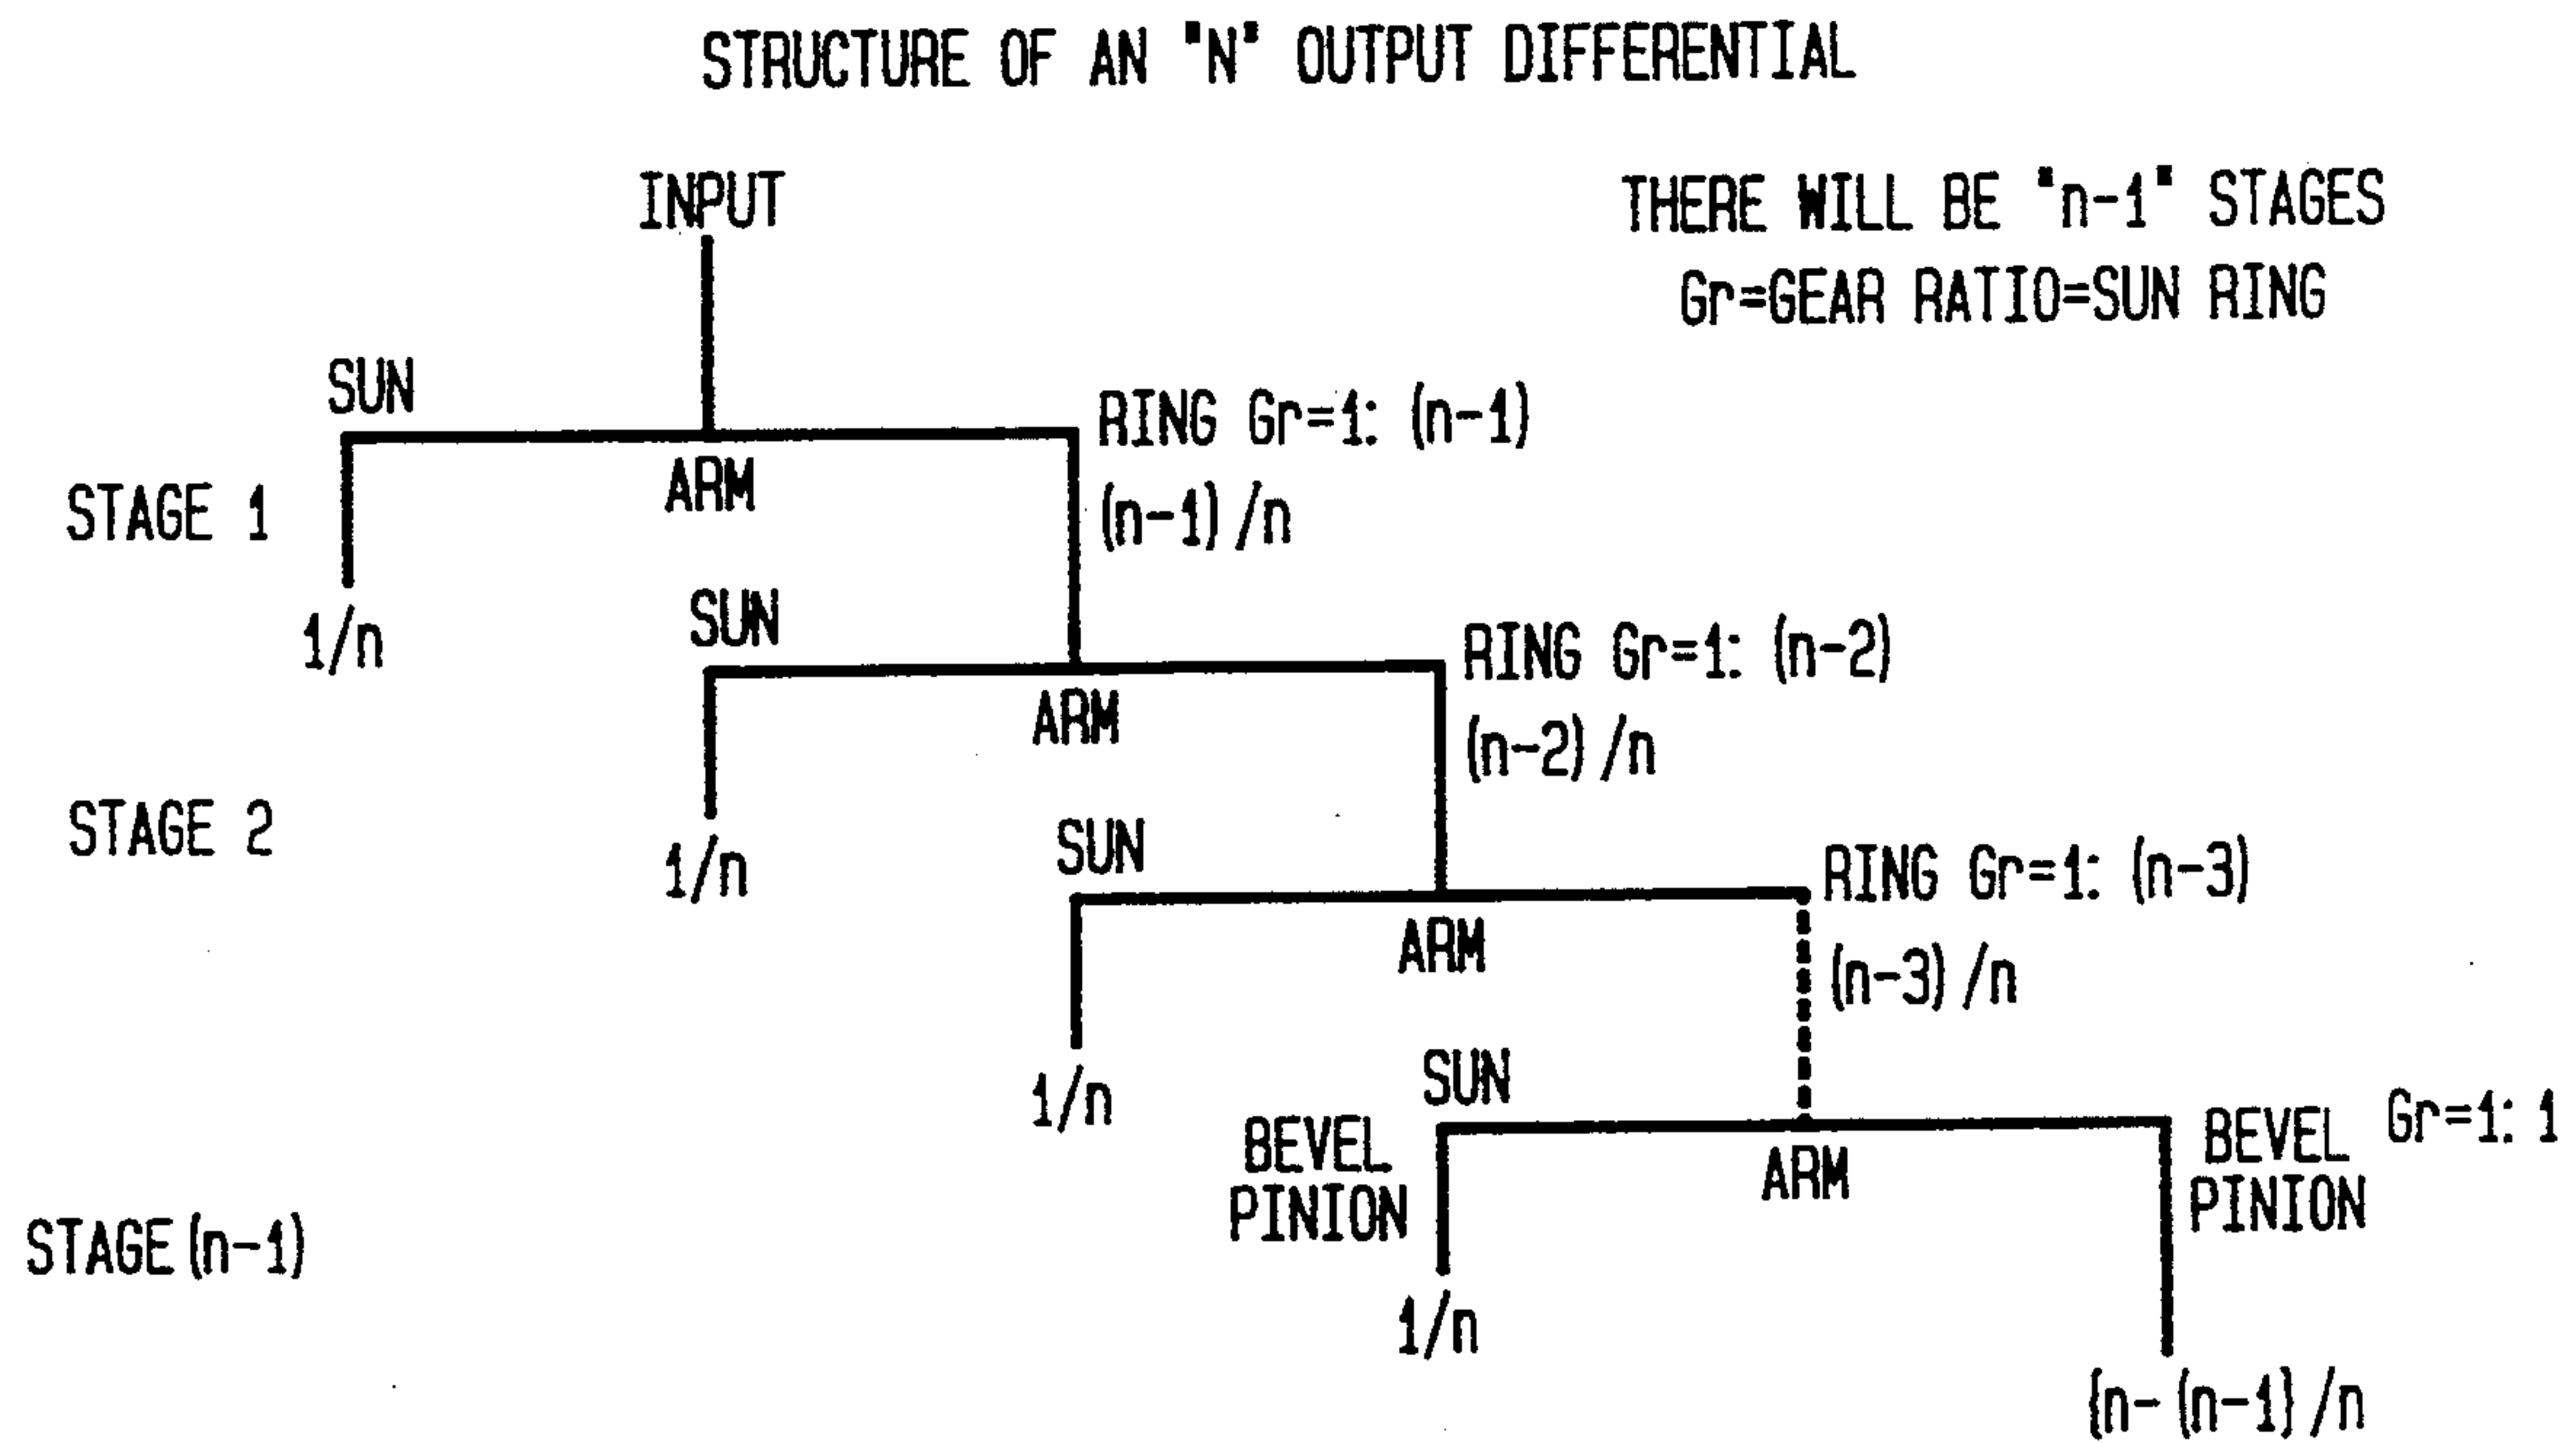 STRUCTURE OF AN "N" OUTPUT DIFFERENTIAL
INPUT
THERE WILL BE "n-1" STAGES
Gr=GEAR RATIO=SUN RING
SUN
RING Gr=1: (n-1)
ARM
(n-1)/n
STAGE 1
1/n
SUN
RING Gr=1: (n-2)
ARM
(n-2)/n
STAGE 2
1/n
SUN
RING Gr=1: (n-3)
ARM
(n-3)/n
1/n
SUN
BEVEL
PINION
ARM
BEVEL
PINION
Gr=1: 1
STAGE (n-1)
1/n
{n-(n-1}/n